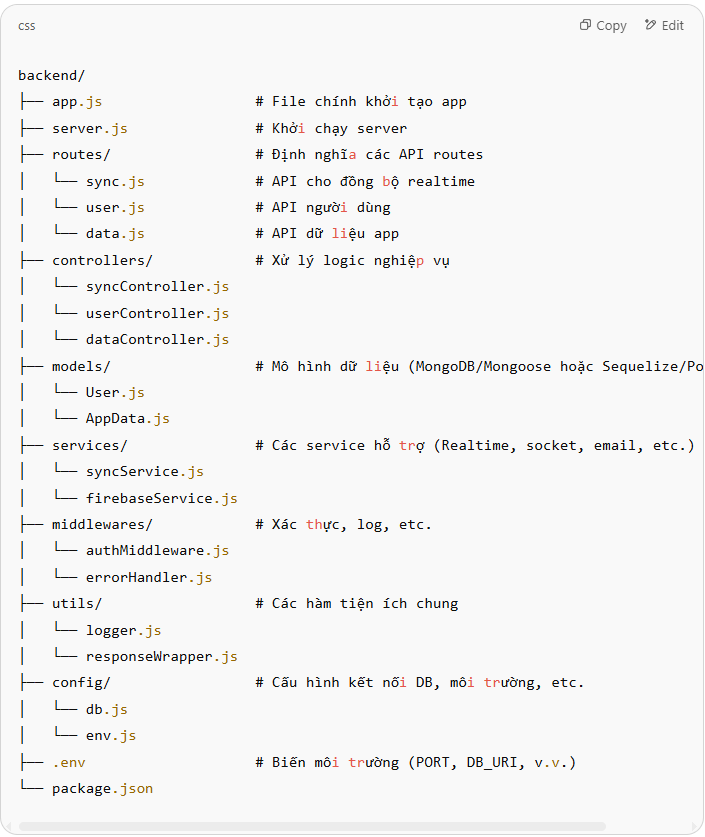 css Copy Edit
backend/
├── app.js # File chính khởi tạo app
├── server.js # Khởi chạy server
├── routes/ # Định nghĩa các API routes
│   └── sync.js # API cho đồng bộ realtime
│   └── user.js # API người dùng
│   └── data.js # API dữ liệu app
├── controllers/ # Xử lý logic nghiệp vụ
│   └── syncController.js
│   └── userController.js
│   └── dataController.js
├── models/ # Mô hình dữ liệu (MongoDB/Mongoose hoặc Sequelize/Po
│   └── User.js
│   └── AppData.js
├── services/ # Các service hỗ trợ (Realtime, socket, email, etc.)
│   └── syncService.js
│   └── firebaseService.js
├── middlewares/ # Xác thực, log, etc.
│   └── authMiddleware.js
│   └── errorHandler.js
├── utils/ # Các hàm tiện ích chung
│   └── logger.js
│   └── responseWrapper.js
├── config/ # Cấu hình kết nối DB, môi trường, etc.
│   └── db.js
│   └── env.js
├── .env # Biến môi trường (PORT, DB_URI, v.v.)
└── package.json